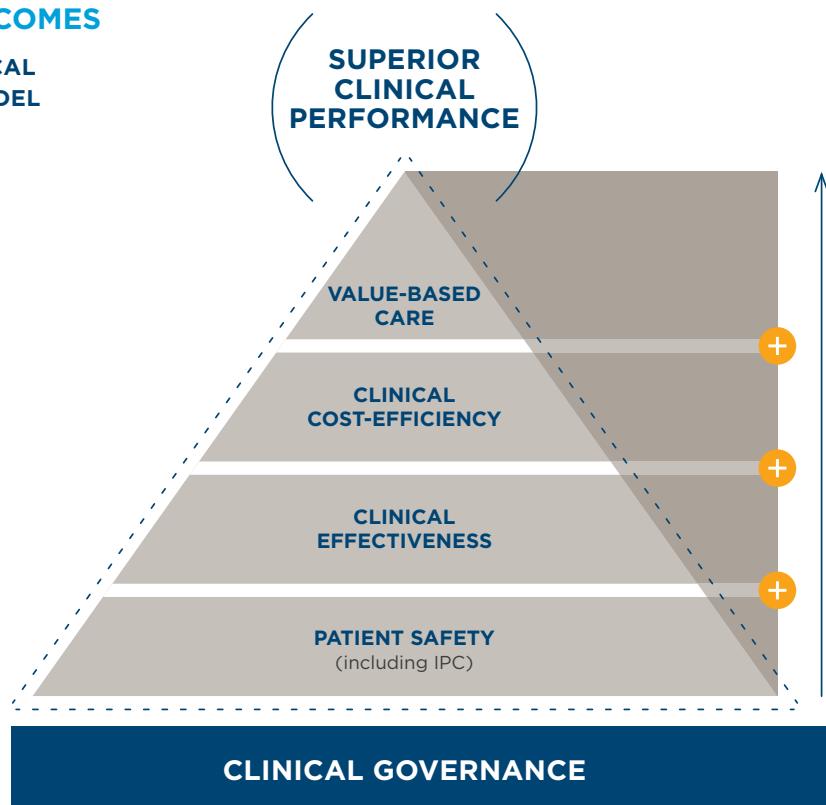 COMES
CAL
DEL
SUPERIOR
CLINICAL
PERFORMANCE
VALUE-BASED
CARE
+
CLINICAL
COST-EFFICIENCY
+
CLINICAL
EFFECTIVENESS
+
PATIENT SAFETY
(including IPC)
CLINICAL GOVERNANCE